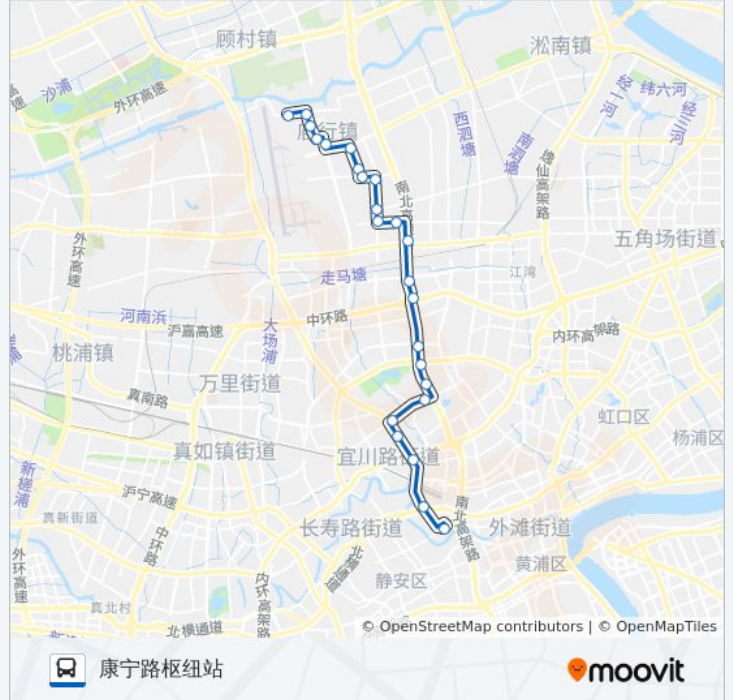 顾村镇
淞南镇
沙浦
外环高速
经一河
纬六河
经三河
庙行镇
西泗塘
南泗塘
逸仙高架路
南北高
五角场街道
外环高速
走马塘
江湾
河南浜
沪嘉高速
中环路
大场浦
内环高架路
桃浦镇
万里街道
真南路
虹口区
杨浦区
真如镇街道
宜川路街道
新槎浦
沪宁高速
真新街道
中环路
长寿路街道
南北高架路
外滩街道
黄浦区
外环高速
北横通道
静安区
内环高架路
真北村
北横通道
© OpenStreetMap contributors | © OpenMapTiles
康宁路枢纽站
moovit